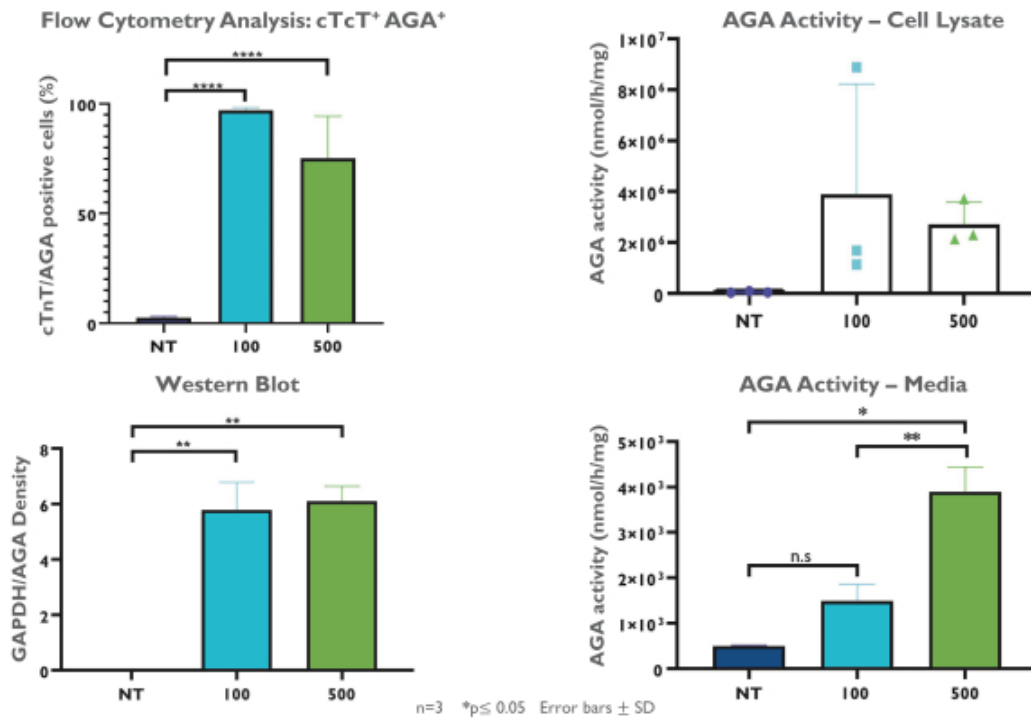 Flow Cytometry Analysis: cTcT⁺ AGA⁺
****
****
cTnT/AGA positive cells (%)
100
50
0
NT 100 500
AGA Activity – Cell Lysate
AGA activity (nmol/h/mg)
1×10⁷
8×10⁶
6×10⁶
4×10⁶
2×10⁶
0
NT 100 500
Western Blot
**
**
GAPDH/AGA Density
8
6
4
2
0
NT 100 500
AGA Activity – Media
*
**
n.s
AGA activity (nmol/h/mg)
5×10³
4×10³
3×10³
2×10³
1×10³
0
NT 100 500
n=3 *p≤ 0.05 Error bars ± SD